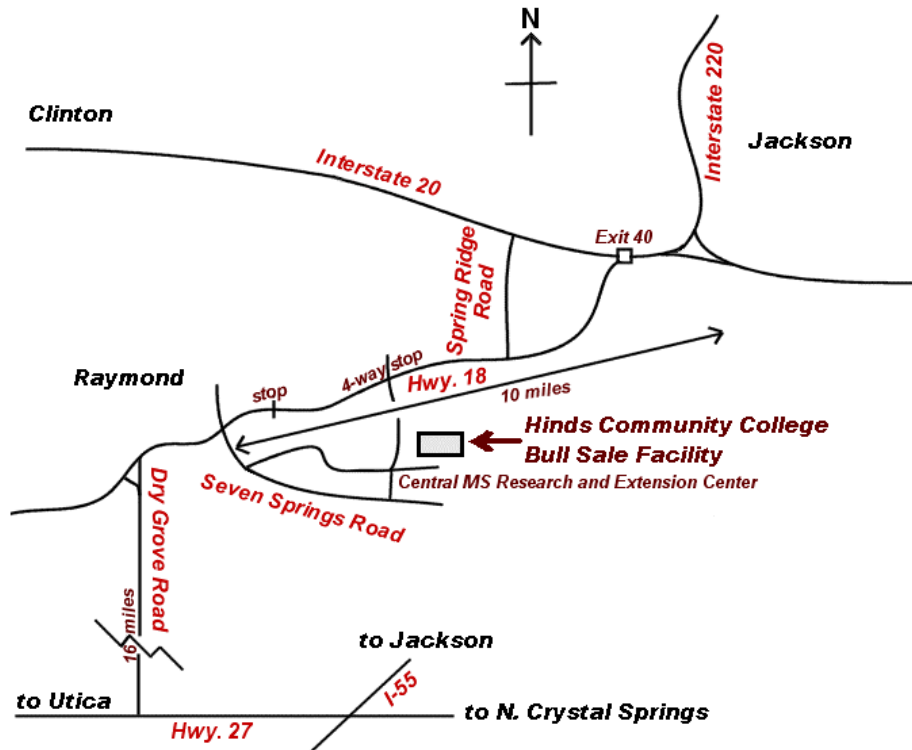 N
Clinton
Interstate 20
Interstate 220
Jackson
Exit 40
Spring Ridge
Road
Raymond
stop
4-way stop
Hwy. 18
10 miles
Hinds Community College
Bull Sale Facility
Central MS Research and Extension Center
Seven Springs Road
Dry Grove Road
16 miles
to Jackson
I-55
to Utica
to N. Crystal Springs
Hwy. 27